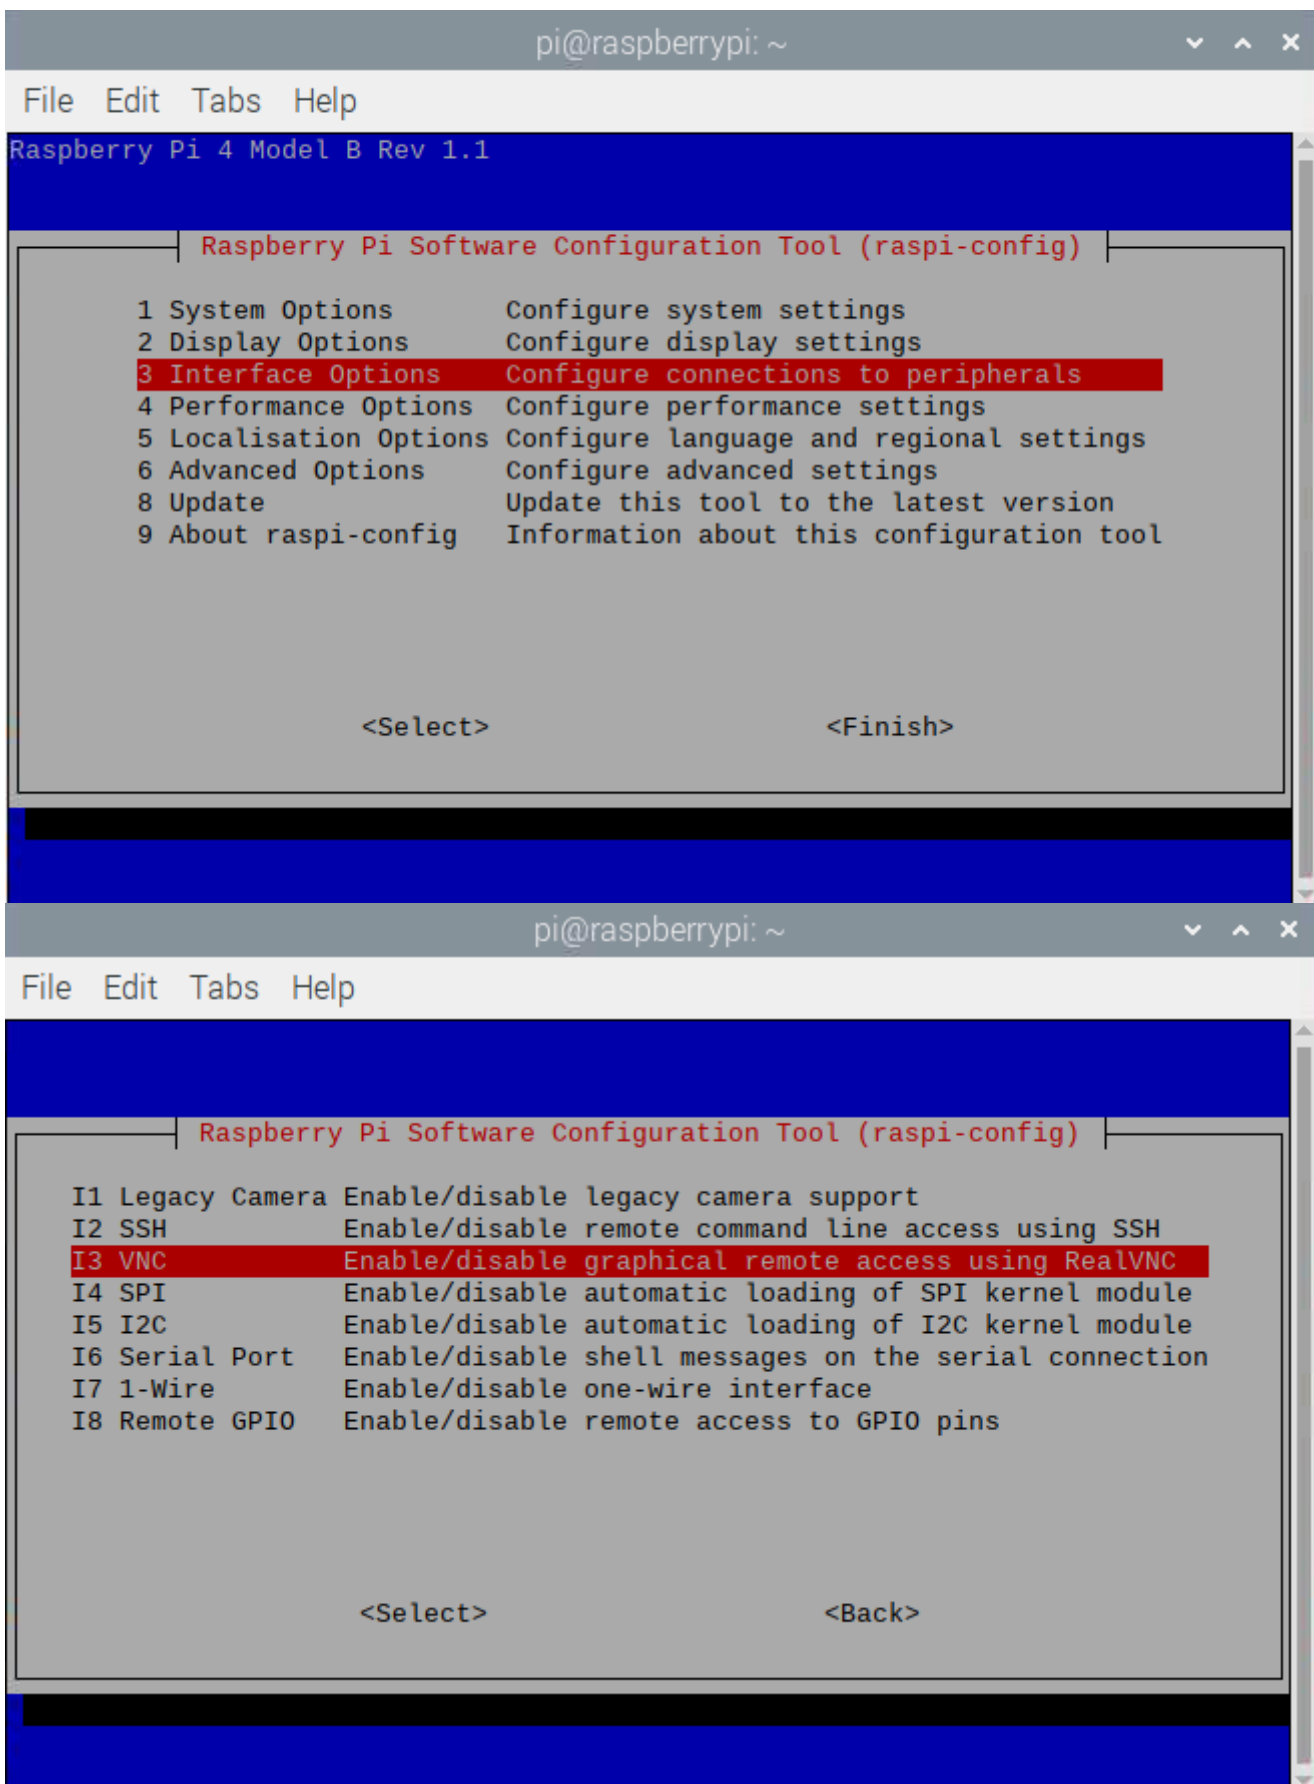 pi@raspberrypi: ~
File Edit Tabs Help
Raspberry Pi 4 Model B Rev 1.1
Raspberry Pi Software Configuration Tool (raspi-config)
1 System Options Configure system settings
2 Display Options Configure display settings
3 Interface Options Configure connections to peripherals
4 Performance Options Configure performance settings
5 Localisation Options Configure language and regional settings
6 Advanced Options Configure advanced settings
8 Update Update this tool to the latest version
9 About raspi-config Information about this configuration tool
<Select> <Finish>
pi@raspberrypi: ~
File Edit Tabs Help
Raspberry Pi Software Configuration Tool (raspi-config)
I1 Legacy Camera Enable/disable legacy camera support
I2 SSH Enable/disable remote command line access using SSH
I3 VNC Enable/disable graphical remote access using RealVNC
I4 SPI Enable/disable automatic loading of SPI kernel module
I5 I2C Enable/disable automatic loading of I2C kernel module
I6 Serial Port Enable/disable shell messages on the serial connection
I7 1-Wire Enable/disable one-wire interface
I8 Remote GPIO Enable/disable remote access to GPIO pins
<Select> <Back>